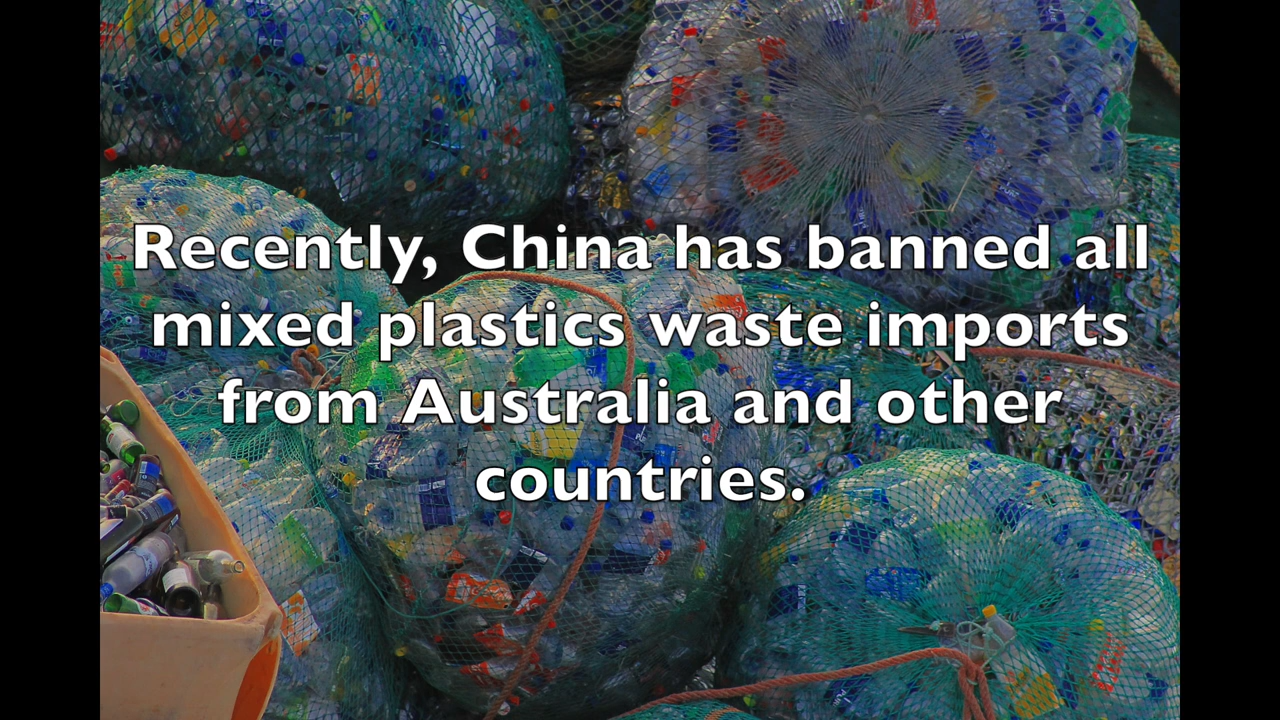 Recently, China has banned all
mixed plastics waste imports
from Australia and other
countries.